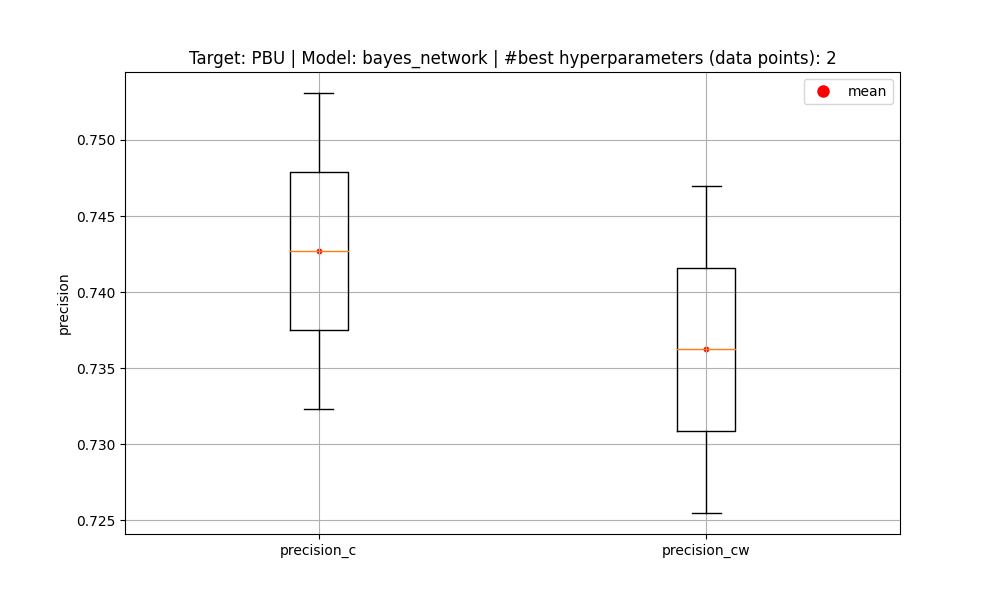 Target: PBU | Model: bayes_network | #best hyperparameters (data points): 2
mean
0.750
0.745
0.740
0.735
0.730
0.725
precision
precision_c
precision_cw